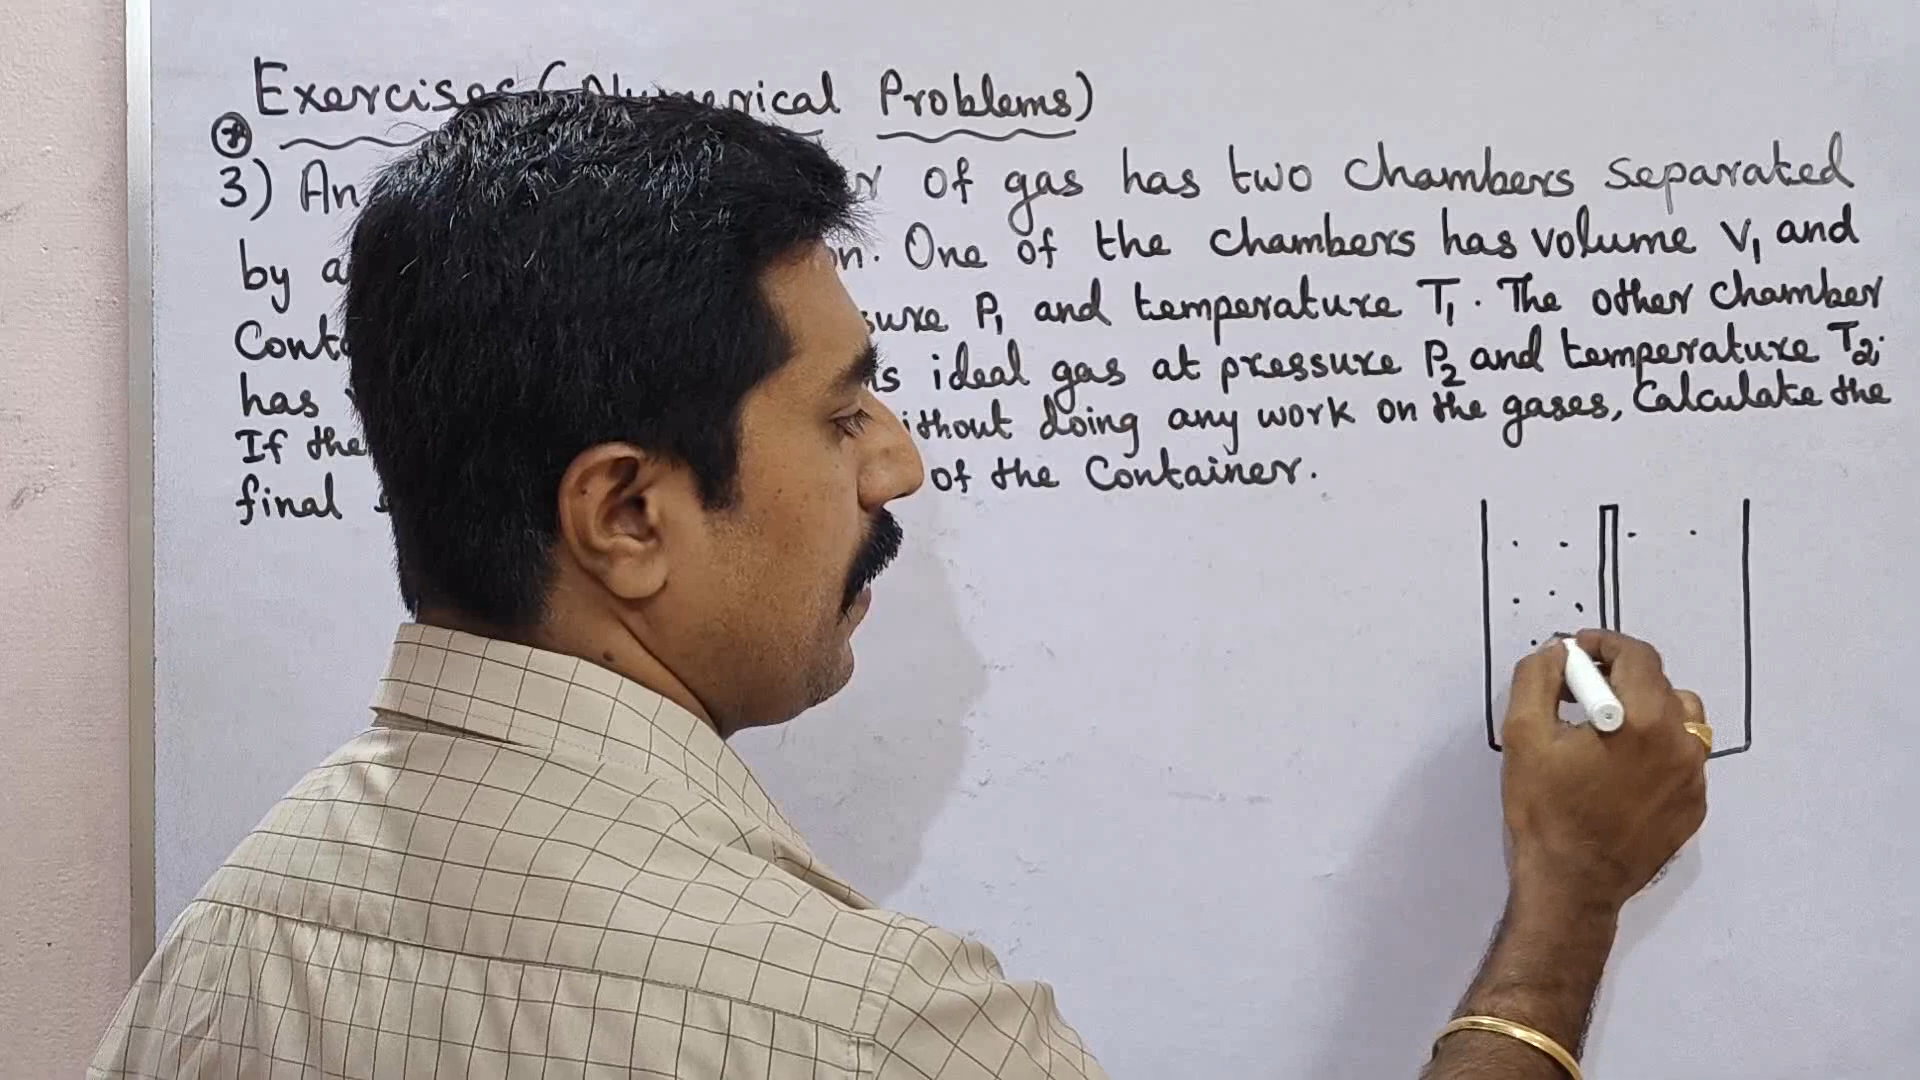 Exercises (Numerical Problems)
3) An of gas has two chambers separated
by a on. One of the chambers has volume V₁ and
Conta sure P₁ and temperature T₁. The other chamber
has ideal gas at pressure P₂ and temperature T₂.
If the ithout doing any work on the gases, Calculate the
final of the Container.